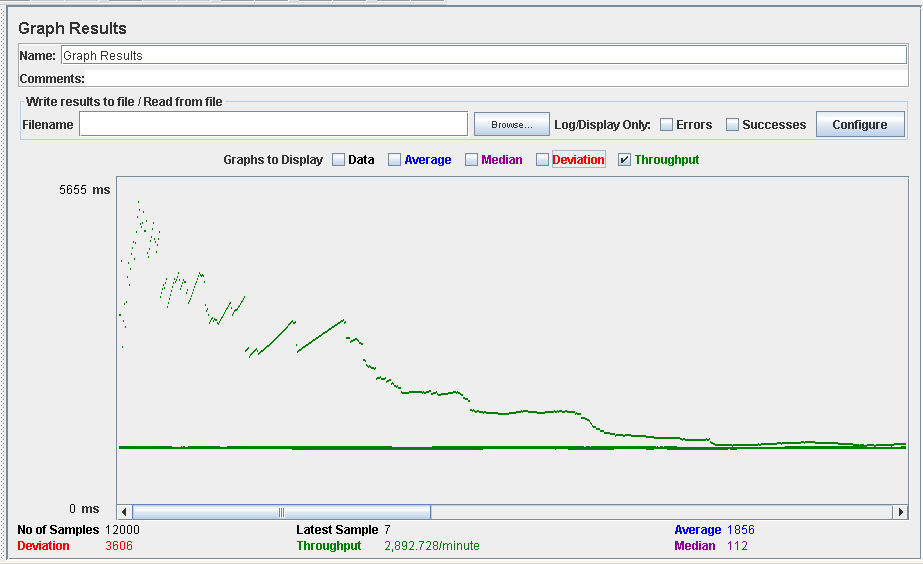 Graph Results
Name: Graph Results
Comments:
Write results to file / Read from file
Filename Browse... Log/Display Only: Errors Successes Configure
Graphs to Display Data Average Median Deviation Throughput
5655 ms
0 ms
No of Samples 12000 Latest Sample 7 Average 1856
Deviation 3606 Throughput 2,892.728/minute Median 112